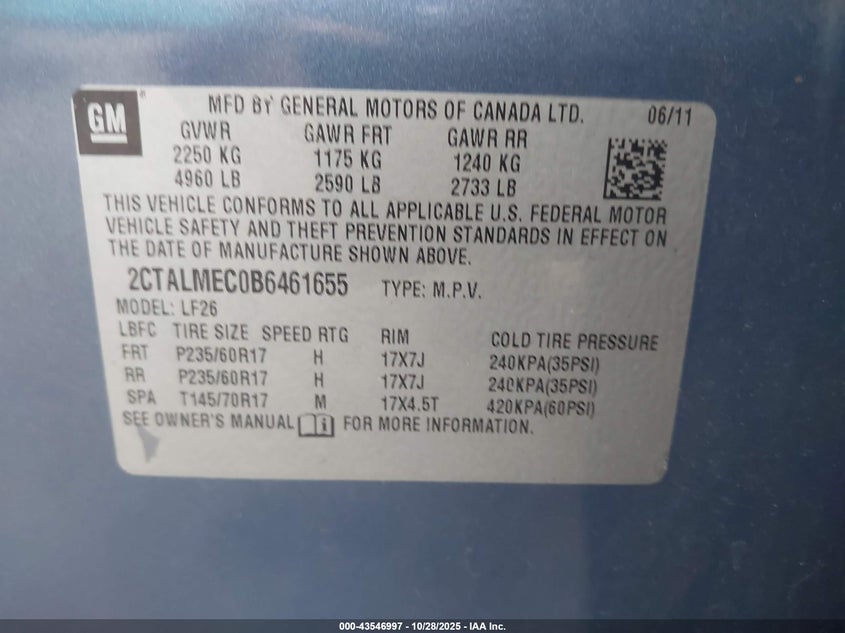 GM® MFD BY GENERAL MOTORS OF CANADA LTD. 06/11
GVWR GAWR FRT GAWR RR
2250 KG 1175 KG 1240 KG
4960 LB 2590 LB 2733 LB
THIS VEHICLE CONFORMS TO ALL APPLICABLE U.S. FEDERAL MOTOR
VEHICLE SAFETY AND THEFT PREVENTION STANDARDS IN EFFECT ON
THE DATE OF MANUFACTURE SHOWN ABOVE.
2CTALMEC0B6461655 TYPE: M.P.V.
MODEL: LF26
LBFC TIRE SIZE SPEED RTG RIM COLD TIRE PRESSURE
FRT P235/60R17 H 17X7J 240KPA(35PSI)
RR P235/60R17 H 17X7J 240KPA(35PSI)
SPA T145/70R17 M 17X4.5T 420KPA(60PSI)
SEE OWNER'S MANUAL FOR MORE INFORMATION.
000-43546997 - 10/28/2025 - IAA Inc.